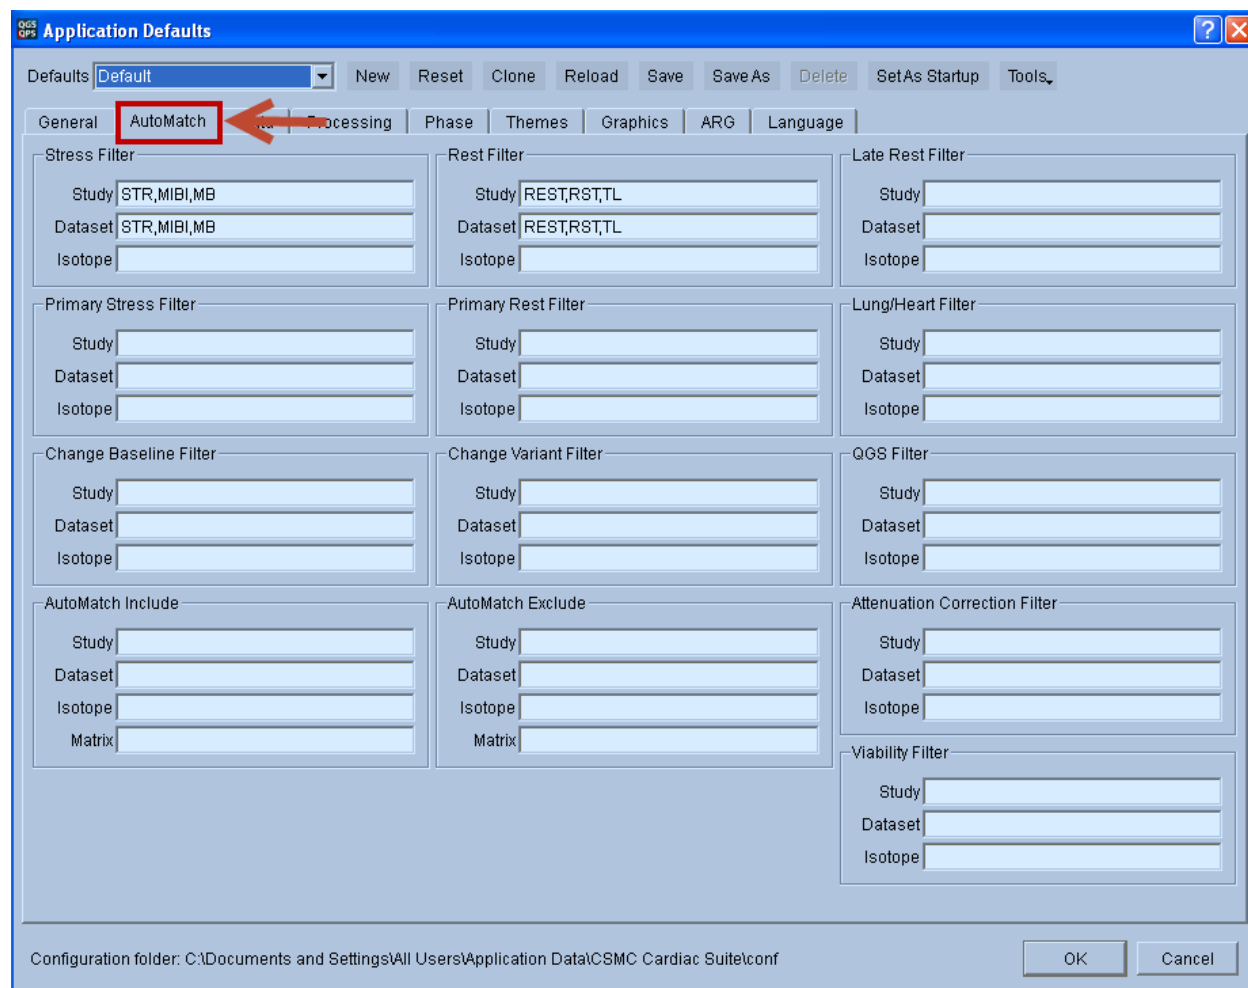 QGS QPS Application Defaults
Defaults Default New Reset Clone Reload Save Save As Delete Set As Startup Tools
General AutoMatch Processing Phase Themes Graphics ARG Language
Stress Filter Rest Filter Late Rest Filter
Study STR,MIBI,MB Study REST,RST,TL Study
Dataset STR,MIBI,MB Dataset REST,RST,TL Dataset
Isotope Isotope Isotope
Primary Stress Filter Primary Rest Filter Lung/Heart Filter
Study Study Study
Dataset Dataset Dataset
Isotope Isotope Isotope
Change Baseline Filter Change Variant Filter QGS Filter
Study Study Study
Dataset Dataset Dataset
Isotope Isotope Isotope
AutoMatch Include AutoMatch Exclude Attenuation Correction Filter
Study Study Study
Dataset Dataset Dataset
Isotope Isotope Isotope
Matrix Matrix
Viability Filter
Study
Dataset
Isotope
Configuration folder: C:\Documents and Settings\All Users\Application Data\CSMC Cardiac Suite\conf OK Cancel